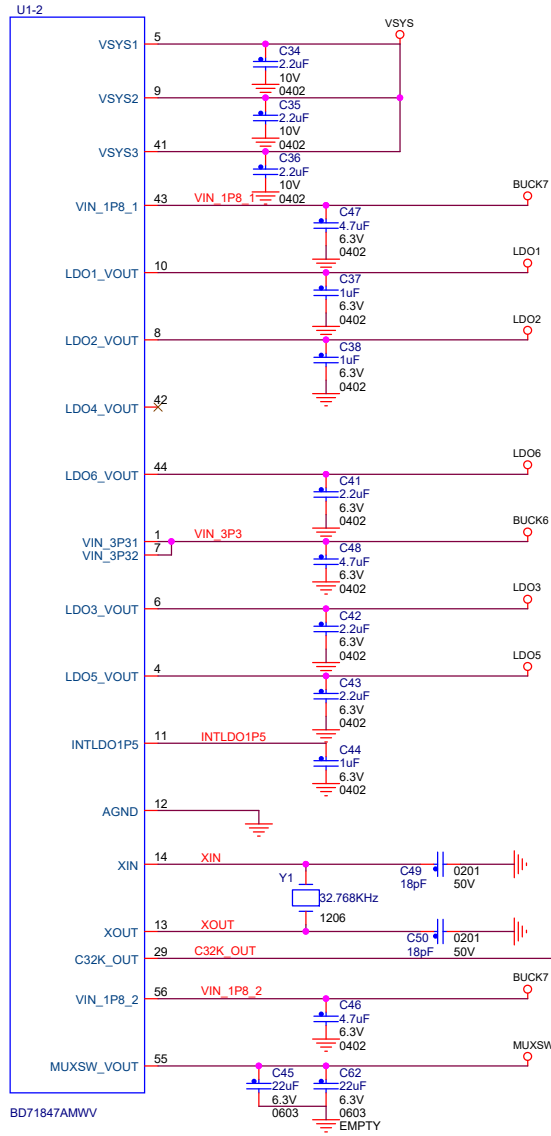 U1-2
VSYS
VSYS1 5
C34
2.2uF
10V
0402
VSYS2 9
C35
2.2uF
10V
0402
VSYS3 41
C36
2.2uF
10V
0402
VIN_1P8_1 43 VIN_1P8_1 BUCK7
C47
4.7uF
6.3V
0402
LDO1_VOUT 10 LDO1
C37
1uF
6.3V
0402
LDO2_VOUT 8 LDO2
C38
1uF
6.3V
0402
LDO4_VOUT 42
LDO6_VOUT 44 LDO6
C41
2.2uF
6.3V
0402
VIN_3P31 1 VIN_3P3 BUCK6
VIN_3P32 7
C48
4.7uF
6.3V
0402
LDO3_VOUT 6 LDO3
C42
2.2uF
6.3V
0402
LDO5_VOUT 4 LDO5
C43
2.2uF
6.3V
0402
INTLDO1P5 11 INTLDO1P5
C44
1uF
6.3V
0402
AGND 12
XIN 14 XIN
C49 0201
18pF 50V
Y1
32.768KHz
1206
XOUT 13 XOUT
C50 0201
18pF 50V
C32K_OUT 29 C32K_OUT
VIN_1P8_2 56 VIN_1P8_2 BUCK7
C46
4.7uF
6.3V
0402
MUXSW_VOUT 55 MUXSW
C45 C62
22uF 22uF
6.3V 6.3V
0603 0603
EMPTY
BD71847AMWV